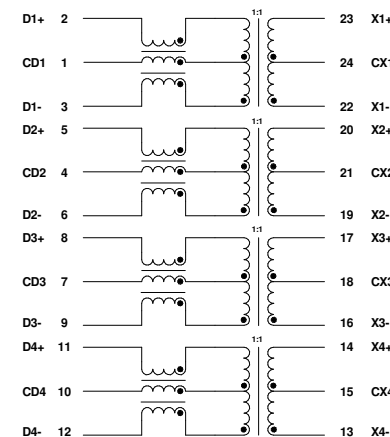 1:1
D1+ 2 23 X1+
CD1 1 24 CX1
D1- 3 22 X1-
1:1
D2+ 5 20 X2+
CD2 4 21 CX2
D2- 6 19 X2-
1:1
D3+ 8 17 X3+
CD3 7 18 CX3
D3- 9 16 X3-
1:1
D4+ 11 14 X4+
CD4 10 15 CX4
D4- 12 13 X4-